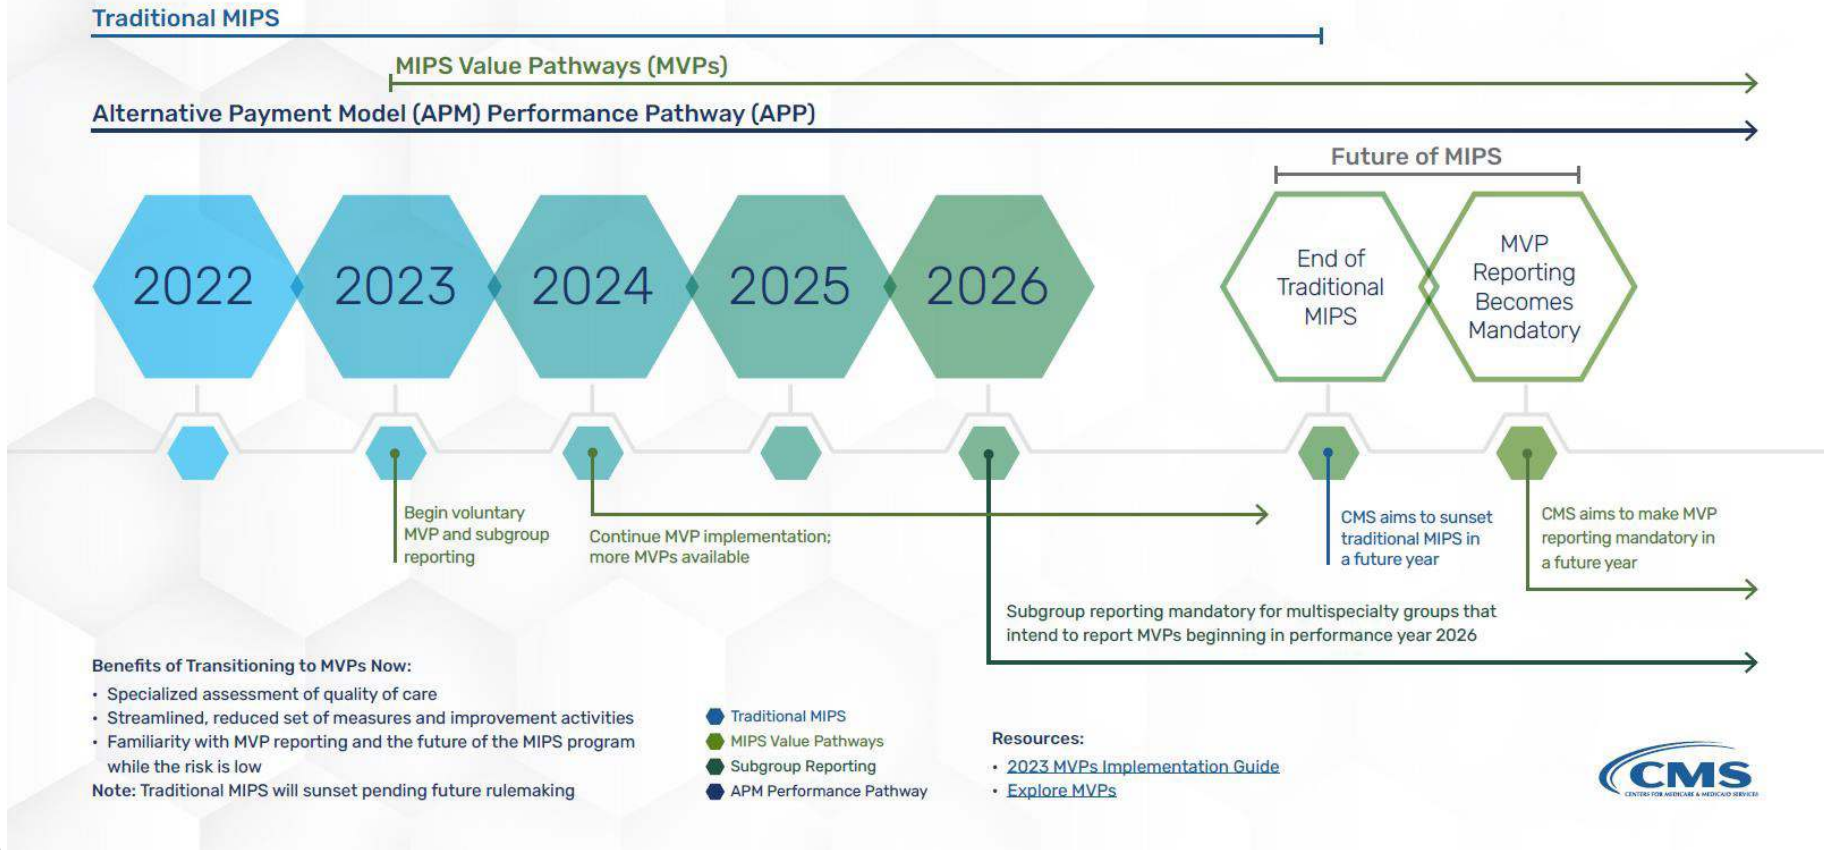 Traditional MIPS
MIPS Value Pathways (MVPs)
Alternative Payment Model (APM) Performance Pathway (APP)
Future of MIPS
2022
2023
2024
2025
2026
End of
Traditional
MIPS
MVP
Reporting
Becomes
Mandatory
Begin voluntary
MVP and subgroup
reporting
Continue MVP implementation;
more MVPs available
CMS aims to sunset
traditional MIPS in
a future year
CMS aims to make MVP
reporting mandatory in
a future year
Subgroup reporting mandatory for multispecialty groups that
intend to report MVPs beginning in performance year 2026
Benefits of Transitioning to MVPs Now:
• Specialized assessment of quality of care
• Streamlined, reduced set of measures and improvement activities
• Familiarity with MVP reporting and the future of the MIPS program
while the risk is low
Note: Traditional MIPS will sunset pending future rulemaking
Traditional MIPS
MIPS Value Pathways
Subgroup Reporting
APM Performance Pathway
Resources:
• 2023 MVPs Implementation Guide
• Explore MVPs
CMS
CENTERS FOR MEDICARE & MEDICAID SERVICES